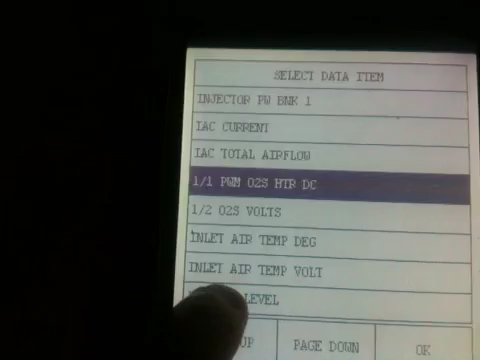 SELECT DATA ITEM
INJECTOR PW BNK 1
IAC CURRENT
IAC TOTAL AIRFLOW
1/1 PWM O2S HTR DC
1/2 O2S VOLTS
INLET AIR TEMP DEG
INLET AIR TEMP VOLT
LEVEL
UP PAGE DOWN OK